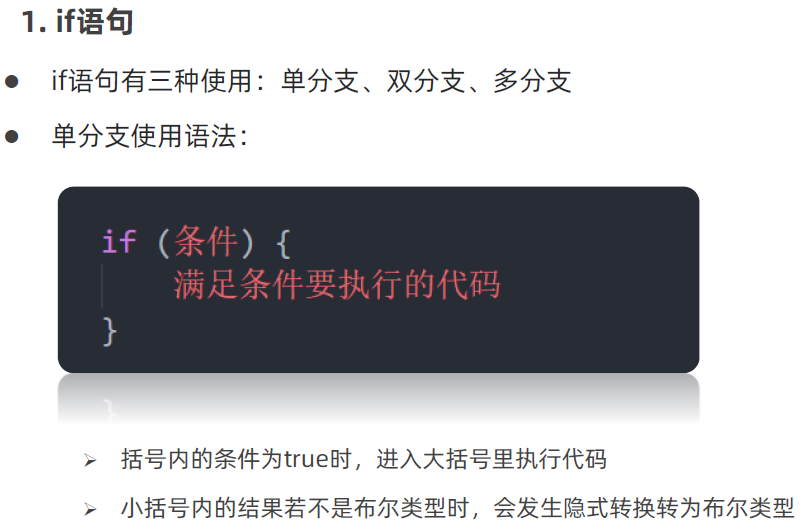 1. if语句
if语句有三种使用：单分支、双分支、多分支
单分支使用语法：
if (条件) {
满足条件要执行的代码
}
括号内的条件为true时，进入大括号里执行代码
小括号内的结果若不是布尔类型时，会发生隐式转换转为布尔类型